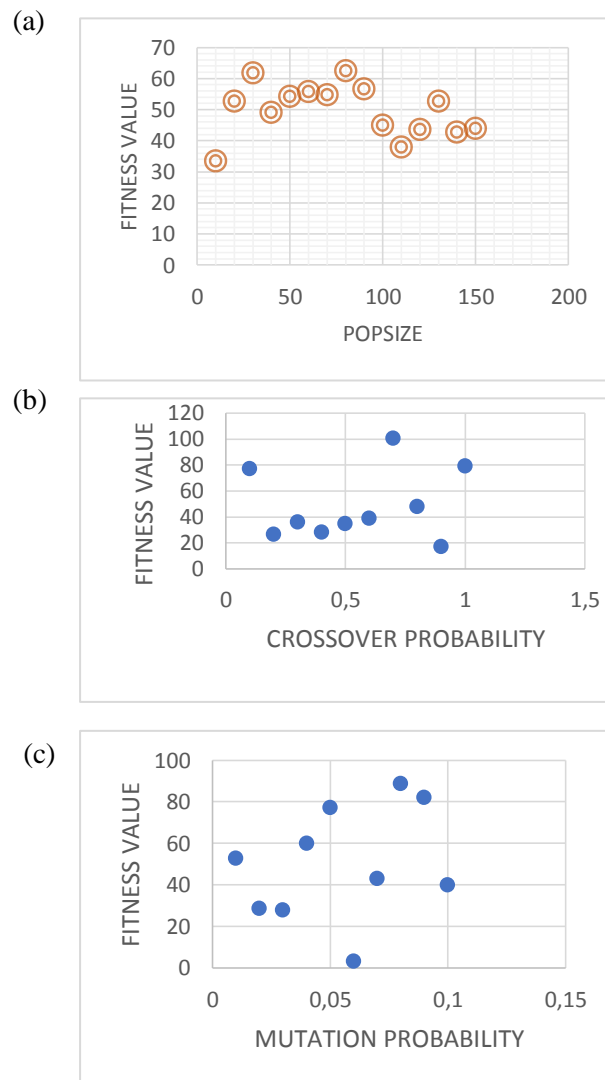 (a)
FITNESS VALUE
70
60
50
40
30
20
10
0
0 50 100 150 200
POPSIZE
(b)
FITNESS VALUE
120
100
80
60
40
20
0
0 0,5 1 1,5
CROSSOVER PROBABILITY
(c)
FITNESS VALUE
100
80
60
40
20
0
0 0,05 0,1 0,15
MUTATION PROBABILITY